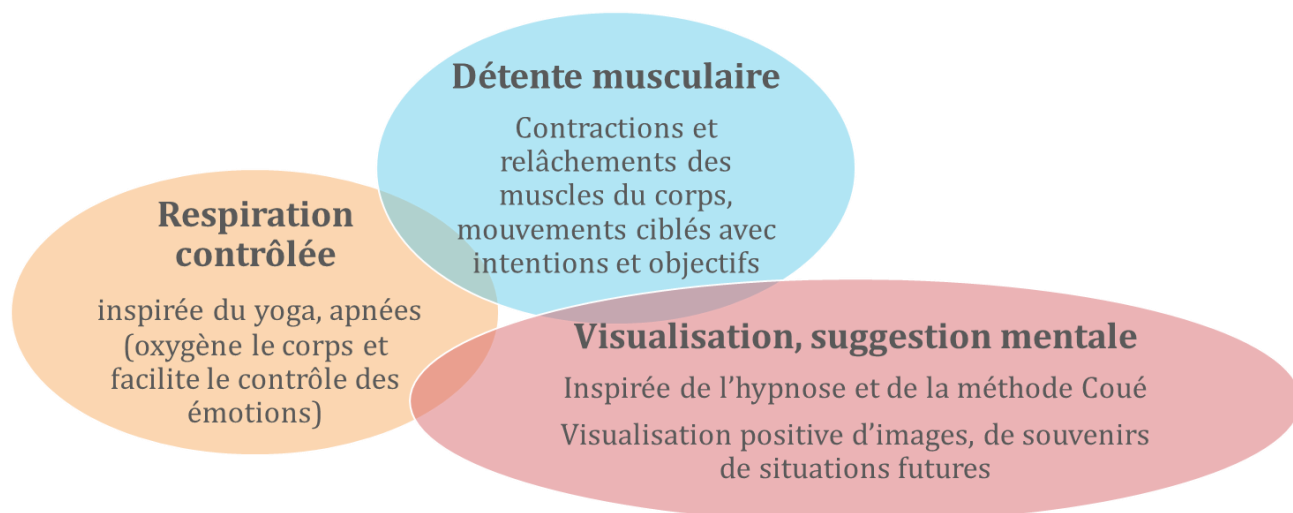 Détente musculaire
Contractions et
relâchements des
muscles du corps,
mouvements ciblés avec
intentions et objectifs
Respiration
contrôlée
inspirée du yoga, apnées
(oxygène le corps et
facilite le contrôle des
émotions)
Visualisation, suggestion mentale
Inspirée de l’hypnose et de la méthode Coué
Visualisation positive d’images, de souvenirs
de situations futures